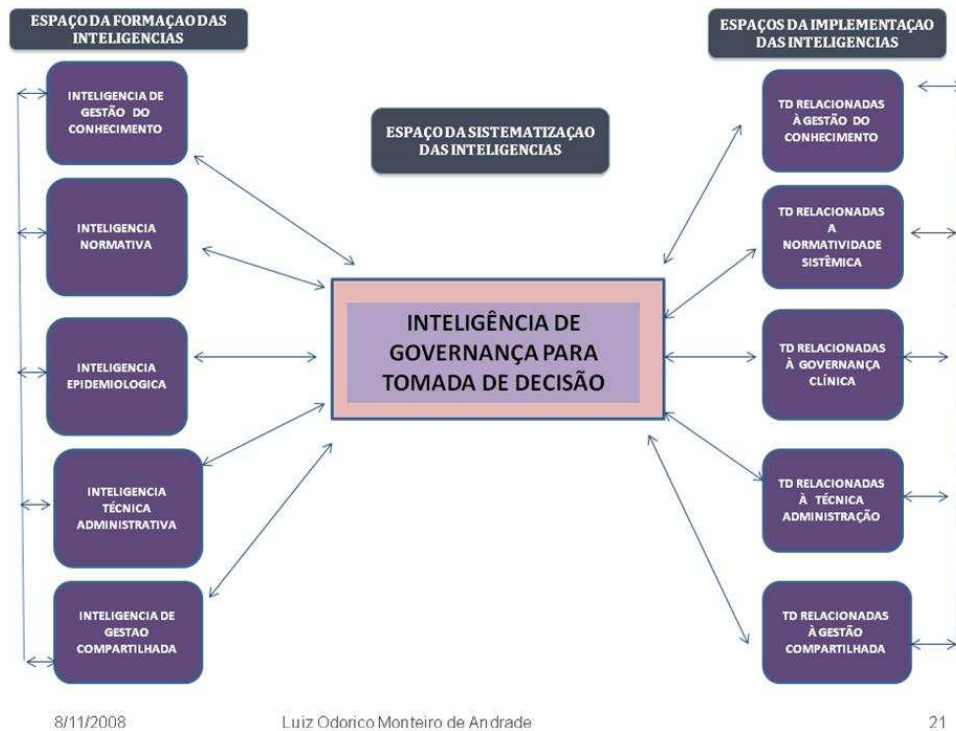 ESPAÇO DA FORMAÇAO DAS
INTELIGENCIAS
INTELIGENCIA DE
GESTÃO DO
CONHECIMENTO
INTELIGENCIA
NORMATIVA
INTELIGENCIA
EPIDEMIOLOGICA
INTELIGENCIA
TÉCNICA
ADMINISTRATIVA
INTELIGENCIA DE
GESTAO
COMPARTILHADA
ESPAÇO DA SISTEMATIZAÇAO
DAS INTELIGENCIAS
INTELIGÊNCIA DE
GOVERNANÇA PARA
TOMADA DE DECISÃO
ESPAÇOS DA IMPLEMENTAÇAO
DAS INTELIGENCIAS
TD RELACIONADAS
À GESTÃO DO
CONHECIMENTO
TD RELACIONADAS
A
NORMATIVIDADE
SISTÊMICA
TD RELACIONADAS
À GOVERNANÇA
CLÍNICA
TD RELACIONADAS
À TÉCNICA
ADMINISTRAÇÃO
TD RELACIONADAS
À GESTÃO
COMPARTILHADA
8/11/2008
Luiz Odorico Monteiro de Andrade
21